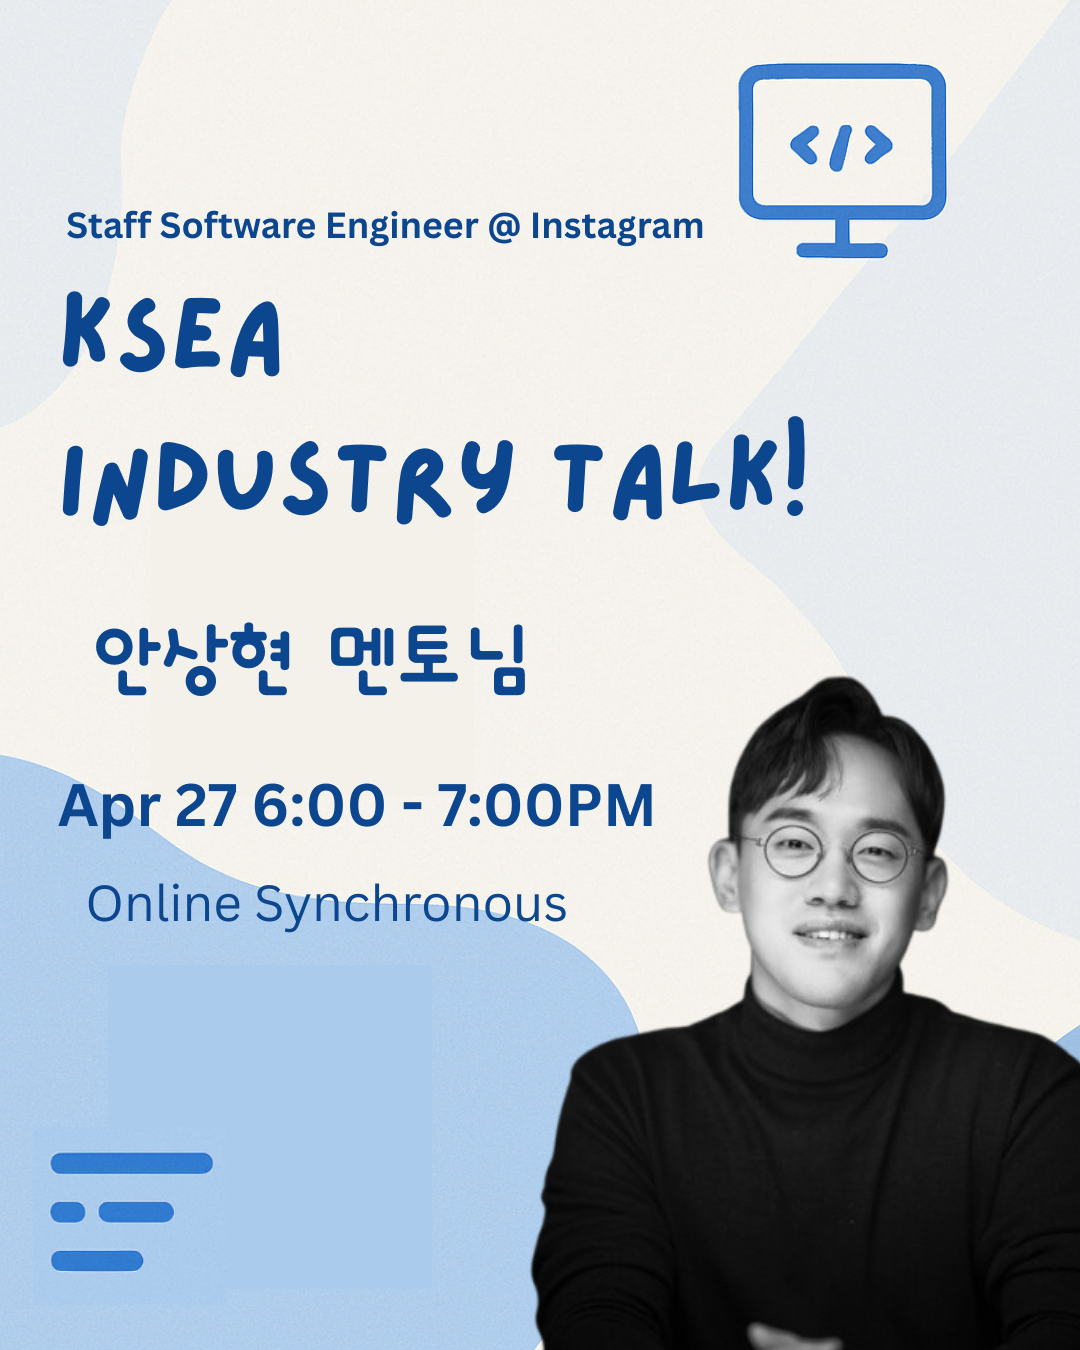 </>
Staff Software Engineer @ Instagram
KSEA
INDUSTRY TALK!
안상현 멘토님
Apr 27 6:00 - 7:00PM
Online Synchronous